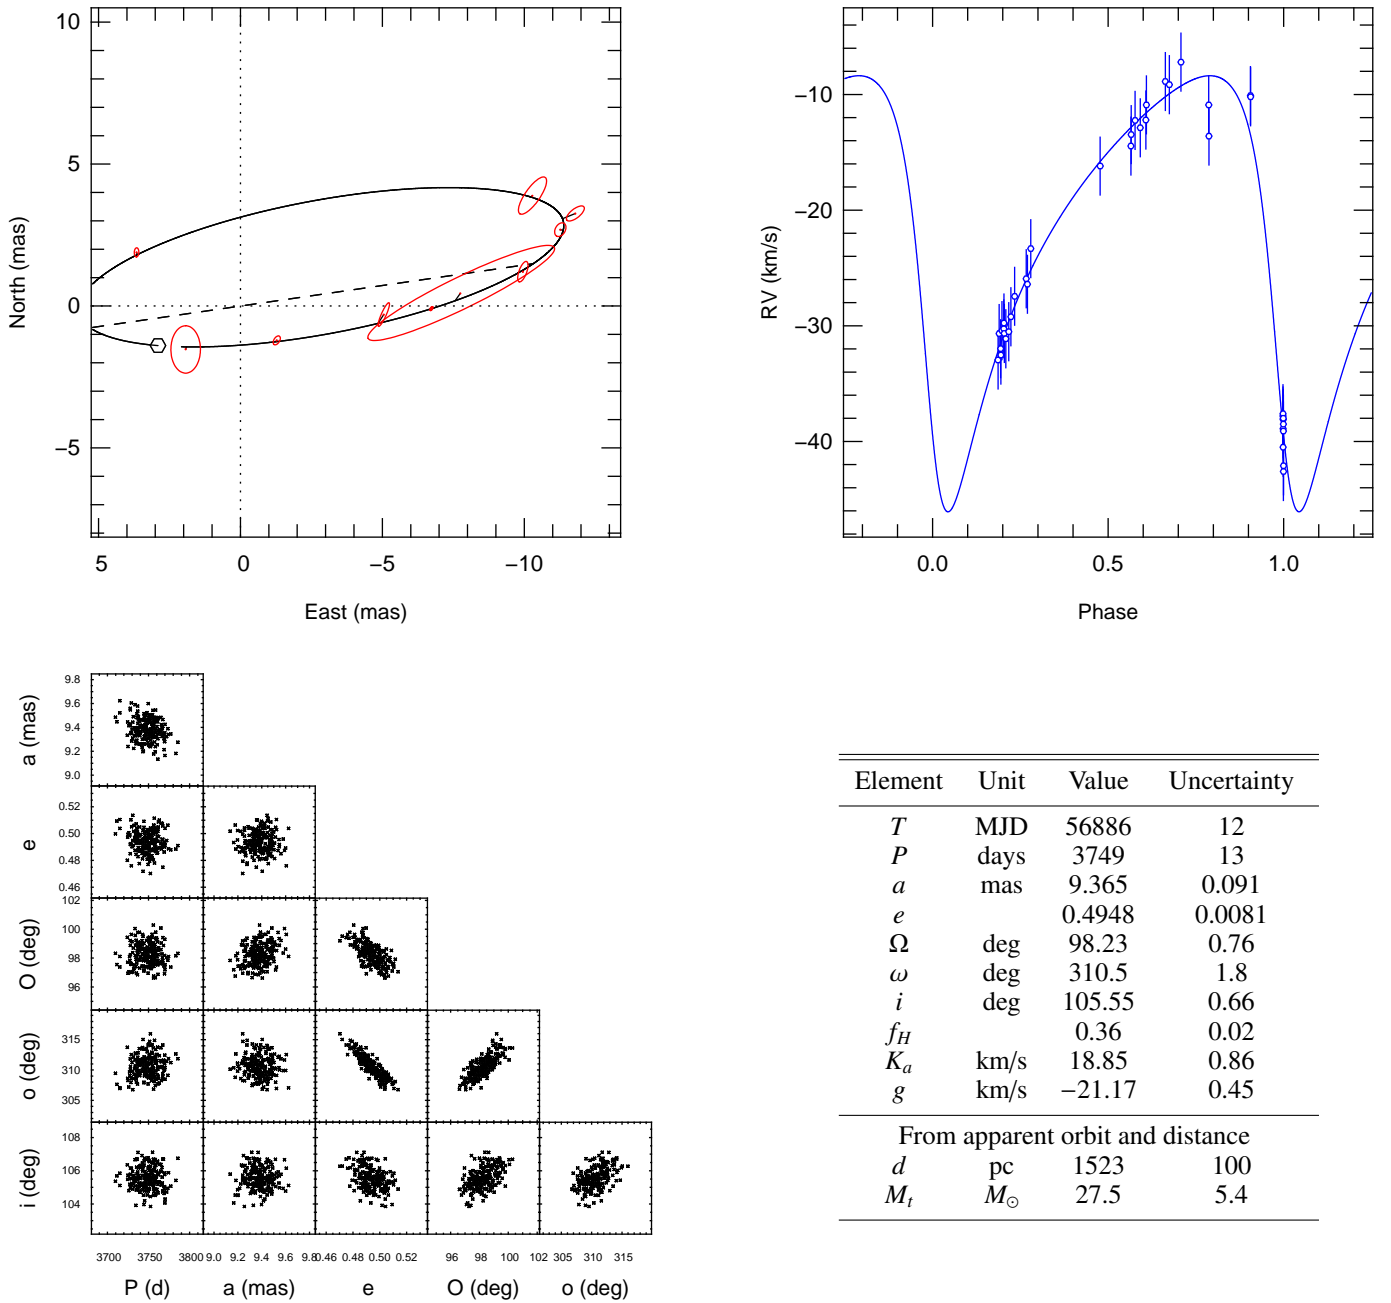 10
5
0
−5
North (mas)
5 0 −5 −10
East (mas)
−10
−20
−30
−40
RV (km/s)
0.0 0.5 1.0
Phase
9.8
9.6
9.4
9.2
9.0
a (mas)
0.52
0.50
0.48
0.46
e
102
100
98
96
O (deg)
315
310
305
o (deg)
108
106
104
i (deg)
3700 3750 3800 9.0 9.2 9.4 9.6 9.8 0.46 0.48 0.50 0.52 96 98 100 102 305 310 315
P (d) a (mas) e O (deg) o (deg)
Element Unit Value Uncertainty
T MJD 56886 12
P days 3749 13
a mas 9.365 0.091
e 0.4948 0.0081
Ω deg 98.23 0.76
ω deg 310.5 1.8
i deg 105.55 0.66
f_H 0.36 0.02
K_a km/s 18.85 0.86
g km/s −21.17 0.45
From apparent orbit and distance
d pc 1523 100
M_t M_⊙ 27.5 5.4